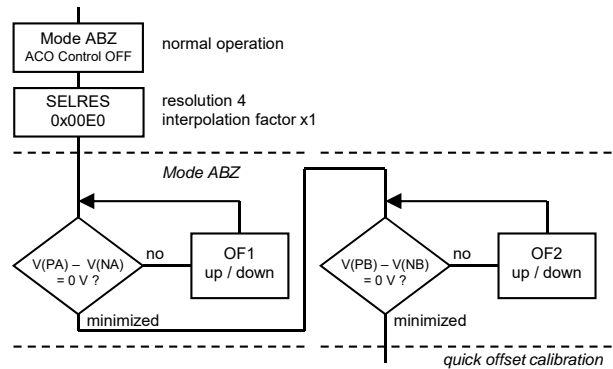 Mode ABZ
ACO Control OFF
normal operation
SELRES
0x00E0
resolution 4
interpolation factor x1
Mode ABZ
V(PA) – V(NA)
= 0 V ?
no
OF1
up / down
minimized
V(PB) – V(NB)
= 0 V ?
no
OF2
up / down
minimized
quick offset calibration